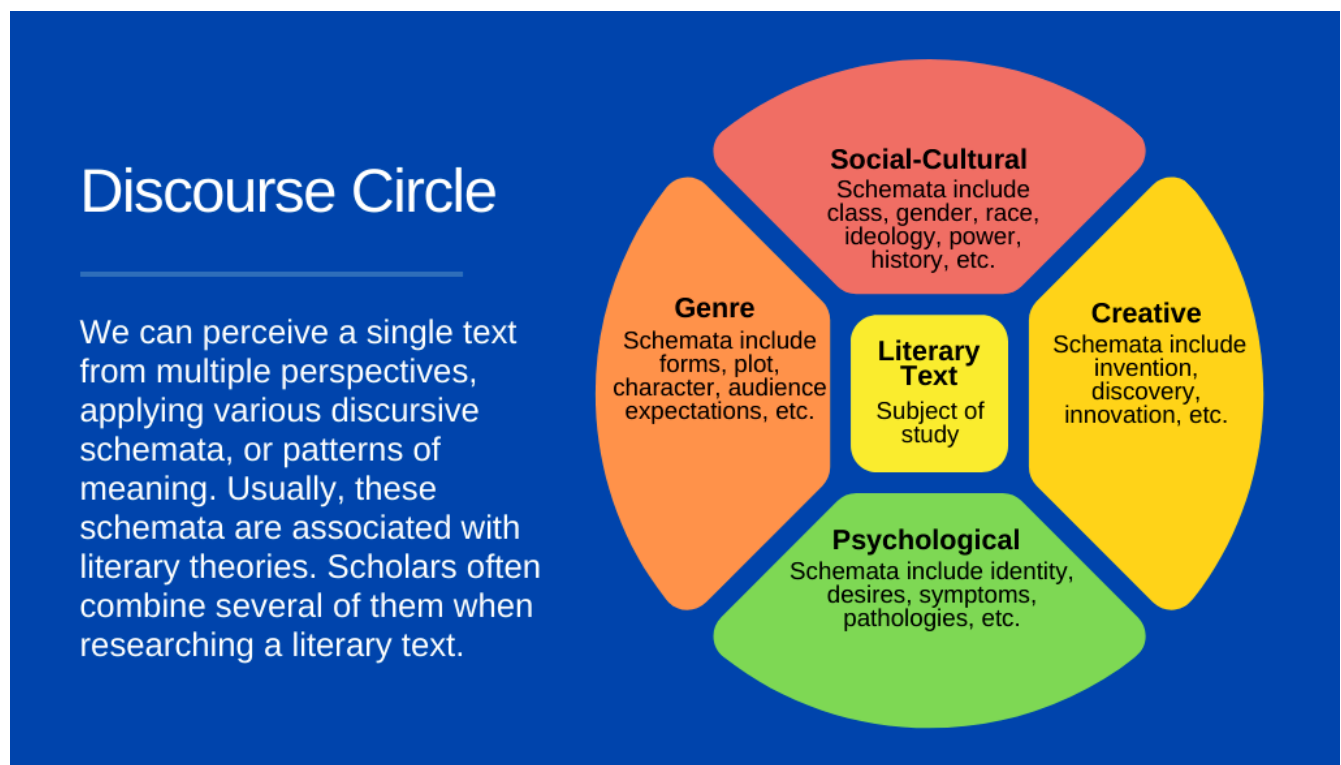 Discourse Circle
We can perceive a single text
from multiple perspectives,
applying various discursive
schemata, or patterns of
meaning. Usually, these
schemata are associated with
literary theories. Scholars often
combine several of them when
researching a literary text.
Social-Cultural
Schemata include
class, gender, race,
ideology, power,
history, etc.
Genre
Schemata include
forms, plot,
character, audience
expectations, etc.
Literary
Text
Subject of
study
Creative
Schemata include
invention,
discovery,
innovation, etc.
Psychological
Schemata include identity,
desires, symptoms,
pathologies, etc.